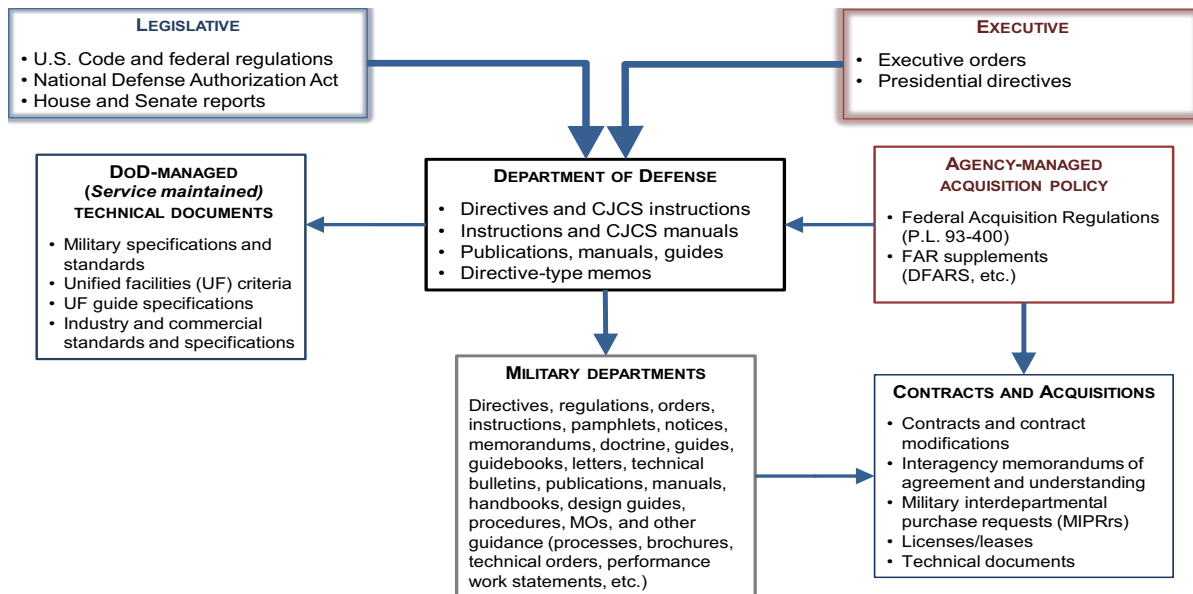 LEGISLATIVE
• U.S. Code and federal regulations
• National Defense Authorization Act
• House and Senate reports
EXECUTIVE
• Executive orders
• Presidential directives
DOD-MANAGED
(Service maintained)
TECHNICAL DOCUMENTS
• Military specifications and
standards
• Unified facilities (UF) criteria
• UF guide specifications
• Industry and commercial
standards and specifications
DEPARTMENT OF DEFENSE
• Directives and CJCS instructions
• Instructions and CJCS manuals
• Publications, manuals, guides
• Directive-type memos
AGENCY-MANAGED
ACQUISITION POLICY
• Federal Acquisition Regulations
(P.L. 93-400)
• FAR supplements
(DFARS, etc.)
MILITARY DEPARTMENTS
Directives, regulations, orders,
instructions, pamphlets, notices,
memorandums, doctrine, guides,
guidebooks, letters, technical
bulletins, publications, manuals,
handbooks, design guides,
procedures, MOs, and other
guidance (processes, brochures,
technical orders, performance
work statements, etc.)
CONTRACTS AND ACQUISITIONS
• Contracts and contract
modifications
• Interagency memorandums of
agreement and understanding
• Military interdepartmental
purchase requests (MIPRrs)
• Licenses/leases
• Technical documents